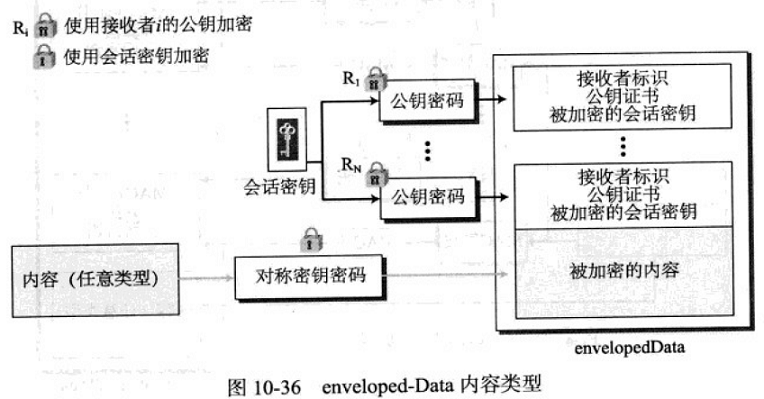 Ri 使用接收者i的公钥加密
使用会话密钥加密
R1
公钥密码
接收者标识
公钥证书
被加密的会话密钥
会话密钥
RN
公钥密码
接收者标识
公钥证书
被加密的会话密钥
内容（任意类型）
对称密钥密码
被加密的内容
envelopedData
图 10-36 enveloped-Data 内容类型